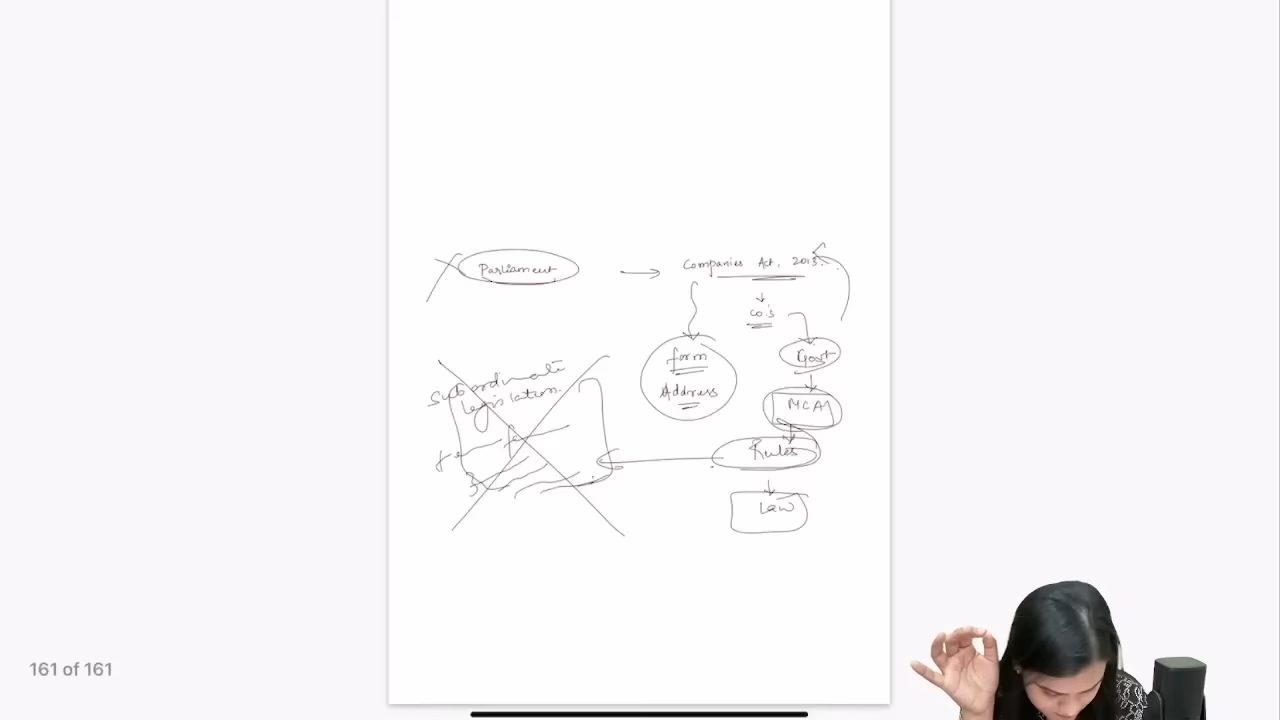 Parliament
Companies Act, 2013.
co's
Govt
form
Address
MCA
Subordinate
legislation.
Rules
Law
161 of 161